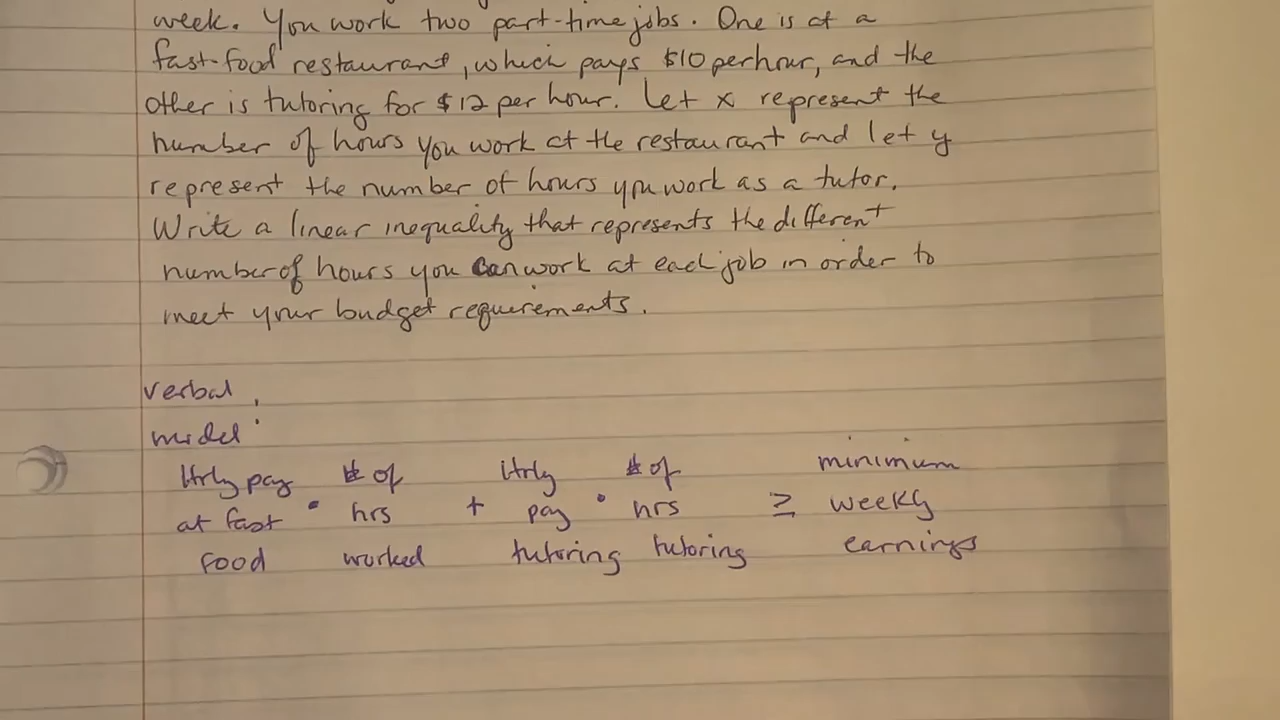 week. You work two part-time jobs. One is at a
fast-food restaurant, which pays $10 per hour, and the
other is tutoring for $12 per hour. Let x represent the
number of hours you work at the restaurant and let y
represent the number of hours you work as a tutor.
Write a linear inequality that represents the different
number of hours you can work at each job in order to
meet your budget requirements.
verbal
model:
Hrly pay # of Hrly # of minimum
at fast • hrs + pay • hrs ≥ weekly
food worked tutoring tutoring earnings